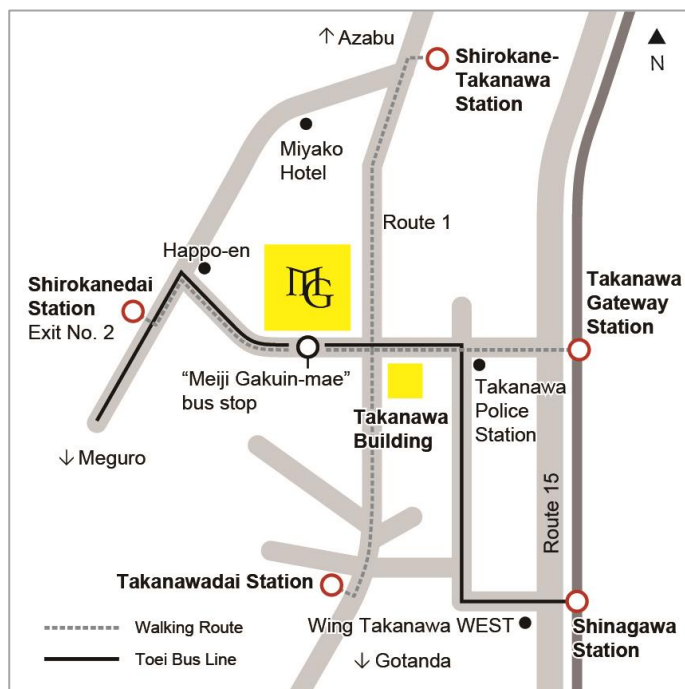 ↑ Azabu
Shirokane-
Takanawa
Station
N
Miyako
Hotel
Route 1
Happo-en
MG
Shirokanedai
Station
Exit No. 2
Takanawa
Gateway
Station
“Meiji Gakuin-mae”
bus stop
Takanawa
Building
Takanawa
Police
Station
↓ Meguro
Route 15
Takanawadai Station
Walking Route
Toei Bus Line
Wing Takanawa WEST
↓ Gotanda
Shinagawa
Station